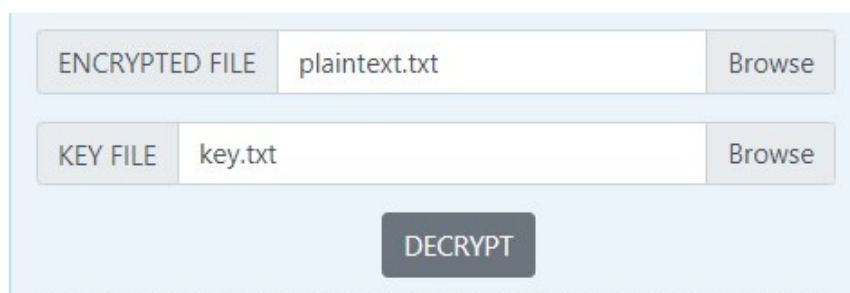 ENCRYPTED FILE plaintext.txt Browse
KEY FILE key.txt Browse
DECRYPT